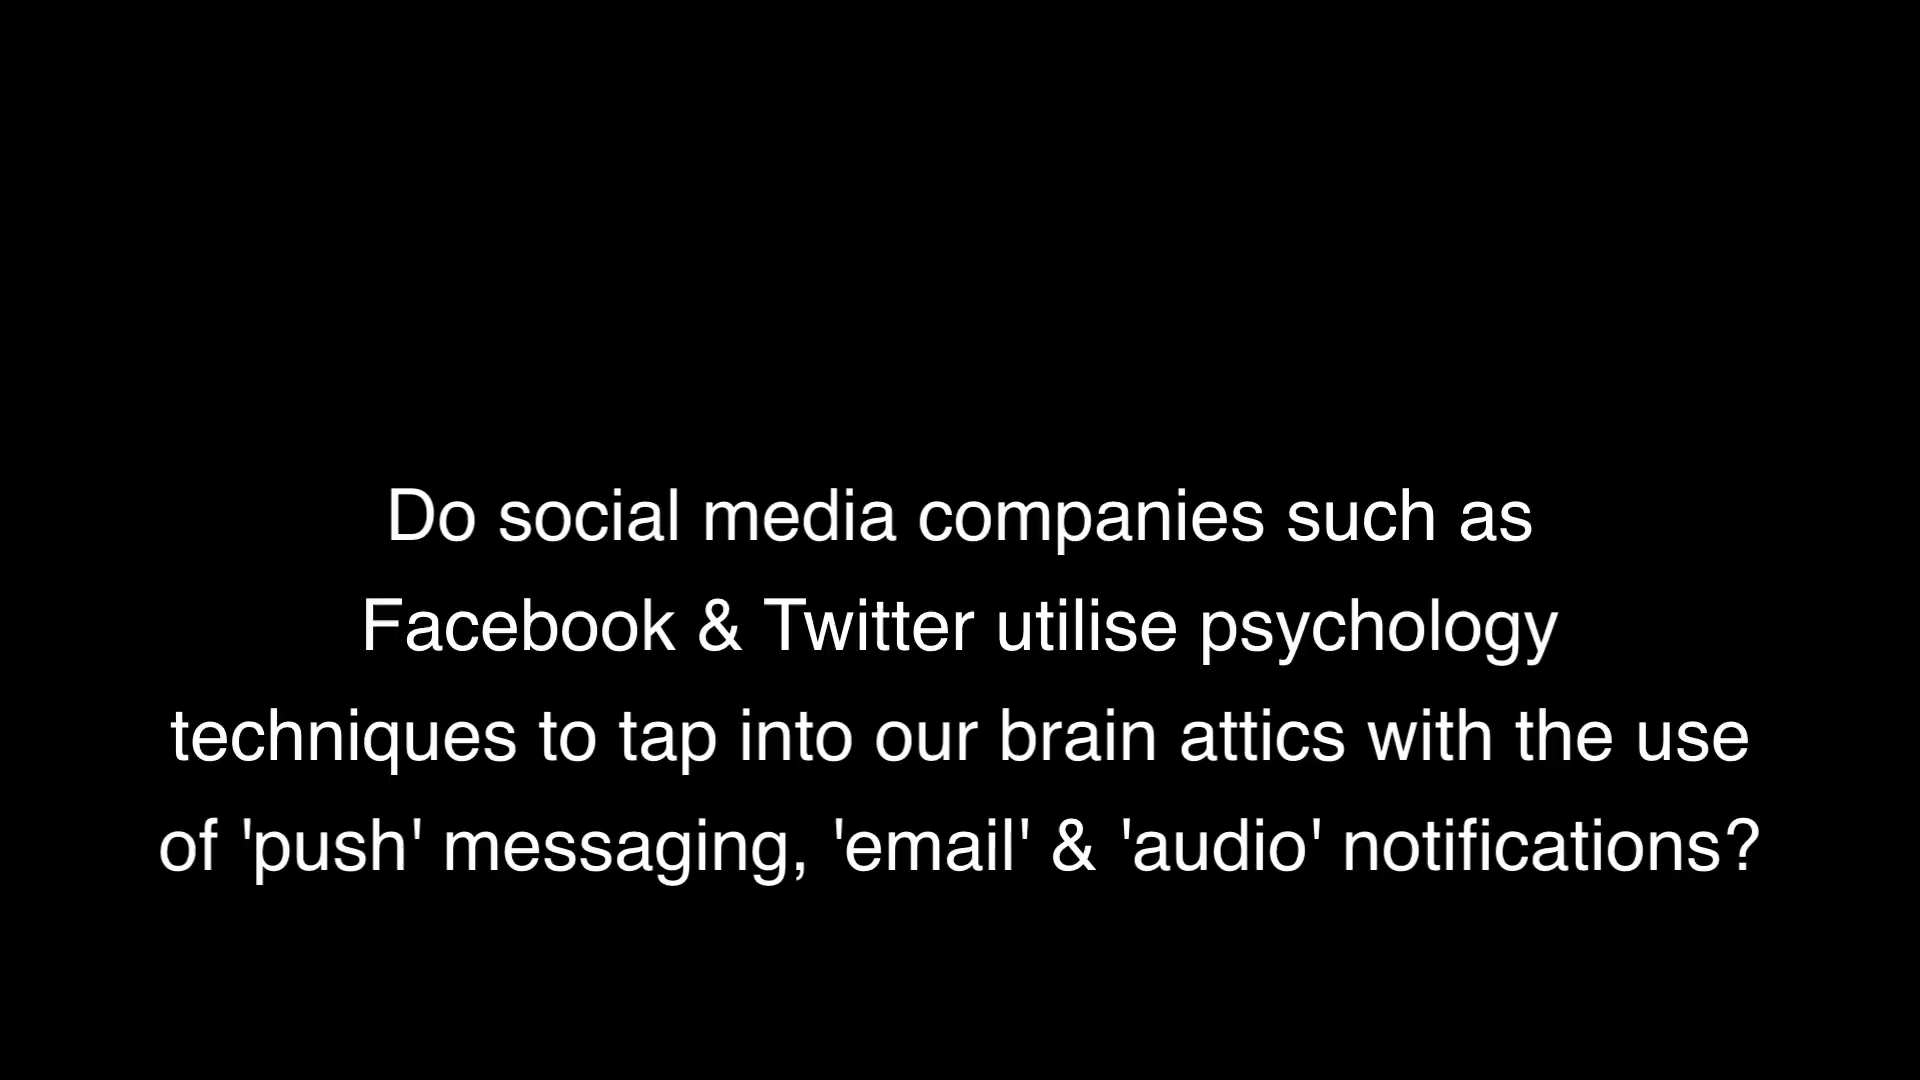 Do social media companies such as
Facebook & Twitter utilise psychology
techniques to tap into our brain attics with the use
of 'push' messaging, 'email' & 'audio' notifications?